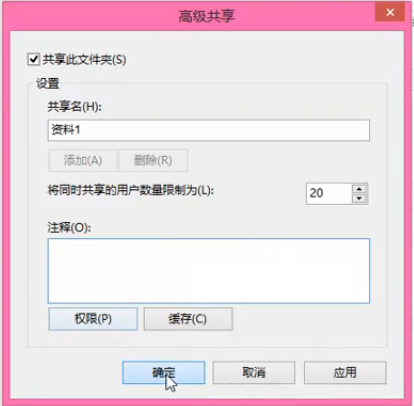 高级共享
共享此文件夹(S)
设置
共享名(H):
资料1
添加(A) 删除(R)
将同时共享的用户数量限制为(L): 20
注释(O):
权限(P) 缓存(C)
确定 取消 应用